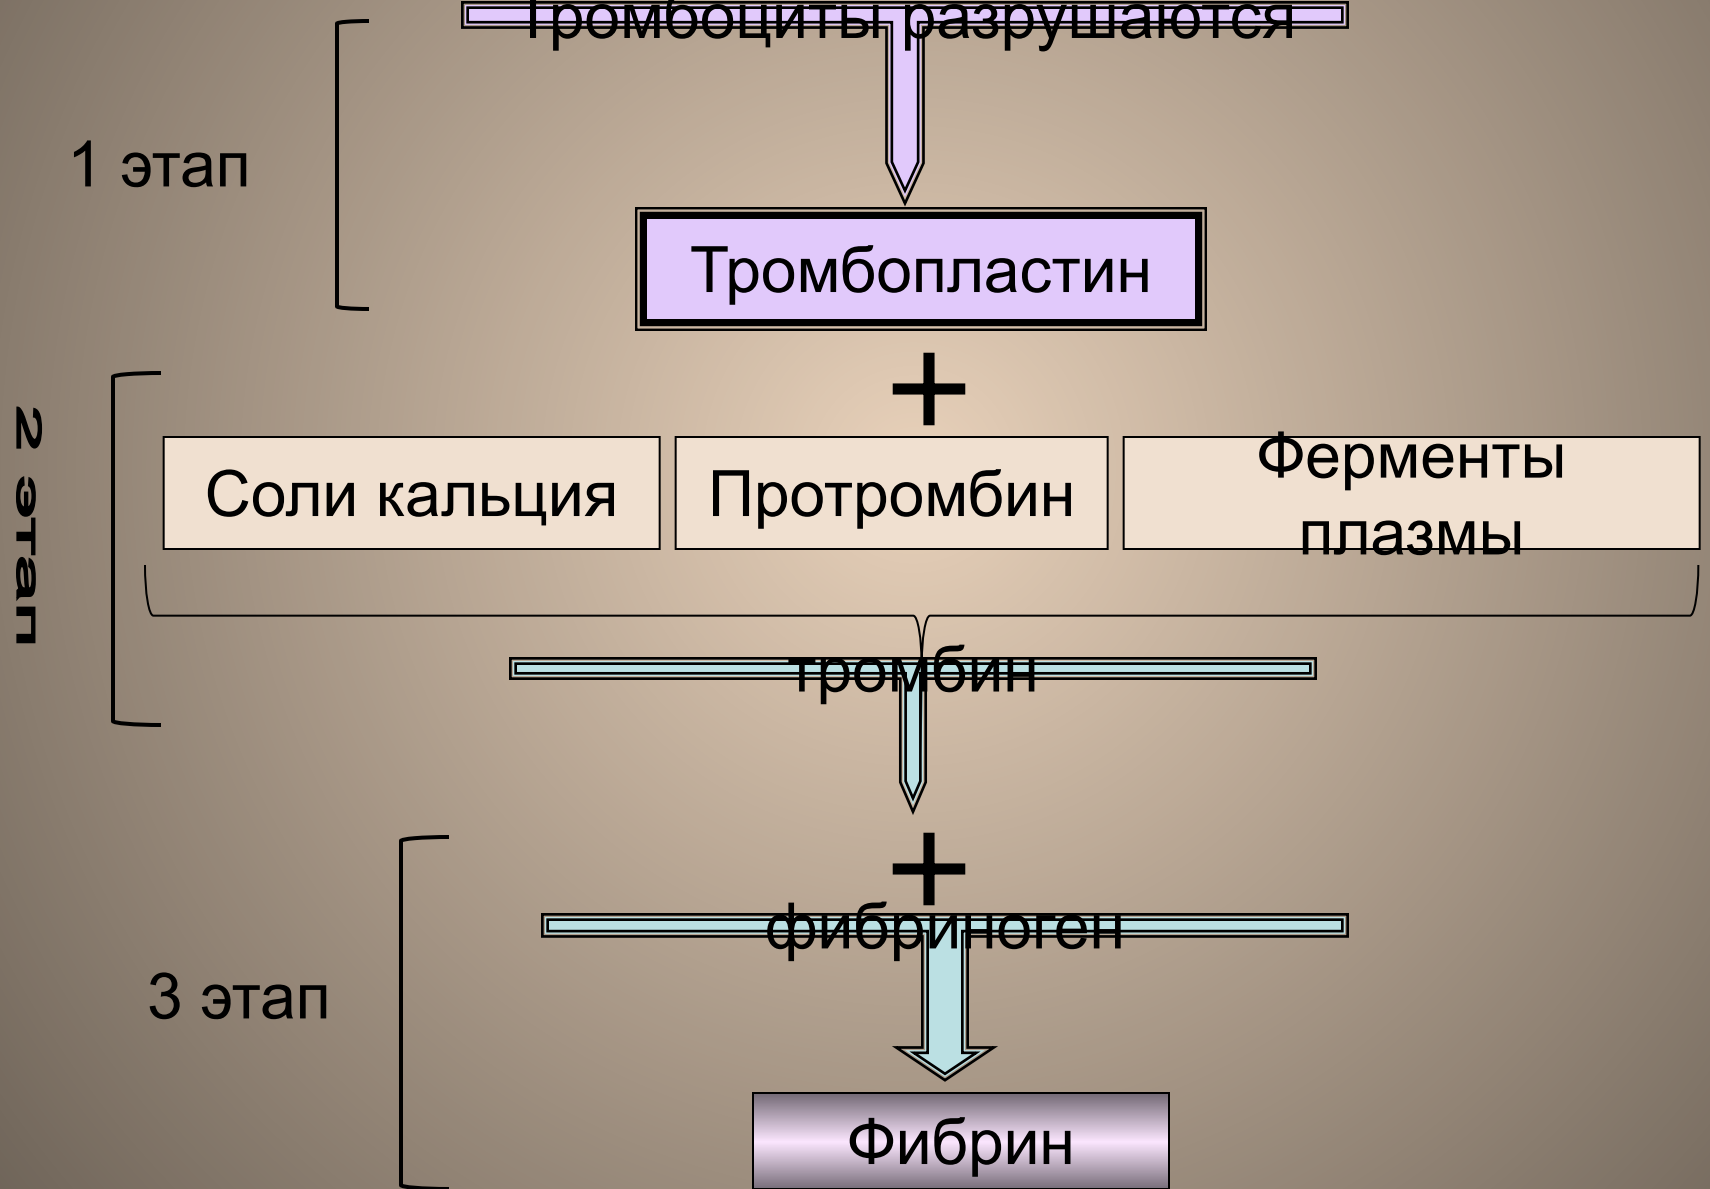 Тромбоциты разрушаются
1 этап
Тромбопластин
+
2 этап
Соли кальция
Протромбин
Ферменты
плазмы
тромбин
+
фибриноген
3 этап
Фибрин